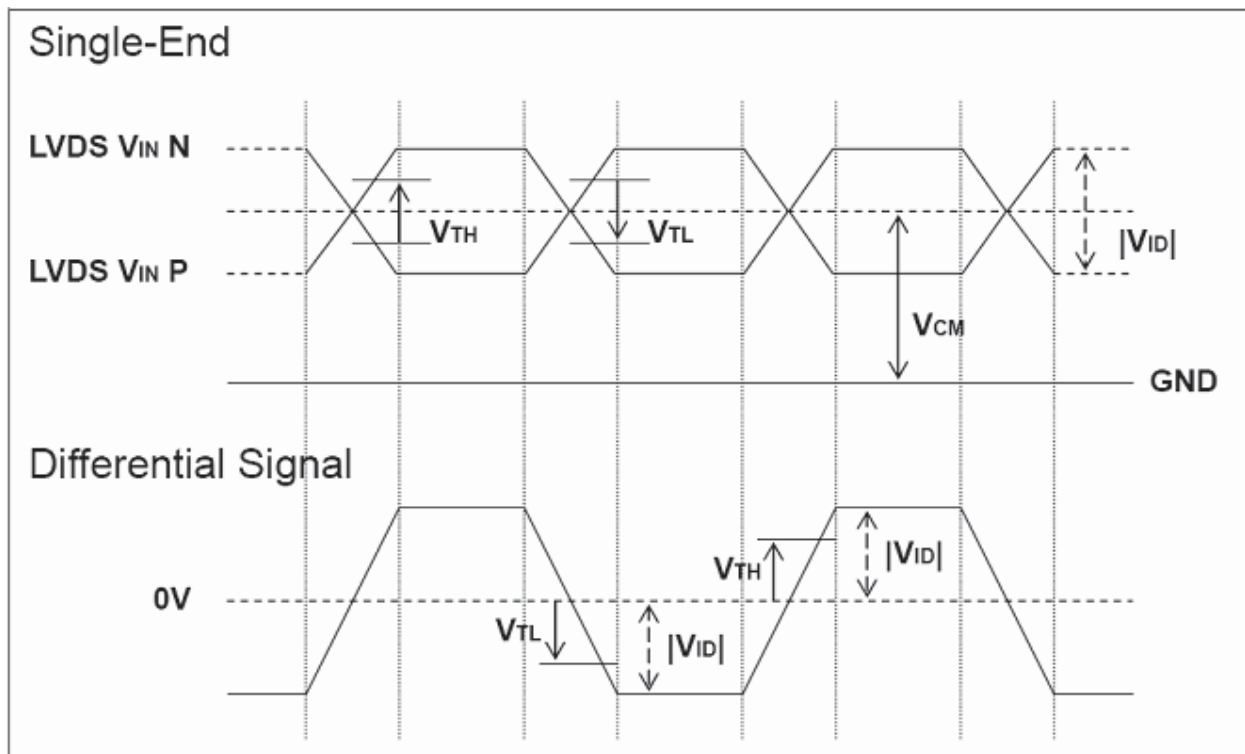 Single-End
LVDS VIN N
VTH
VTL
|VID|
LVDS VIN P
VCM
GND
Differential Signal
VTH
|VID|
0V
VTL
|VID|